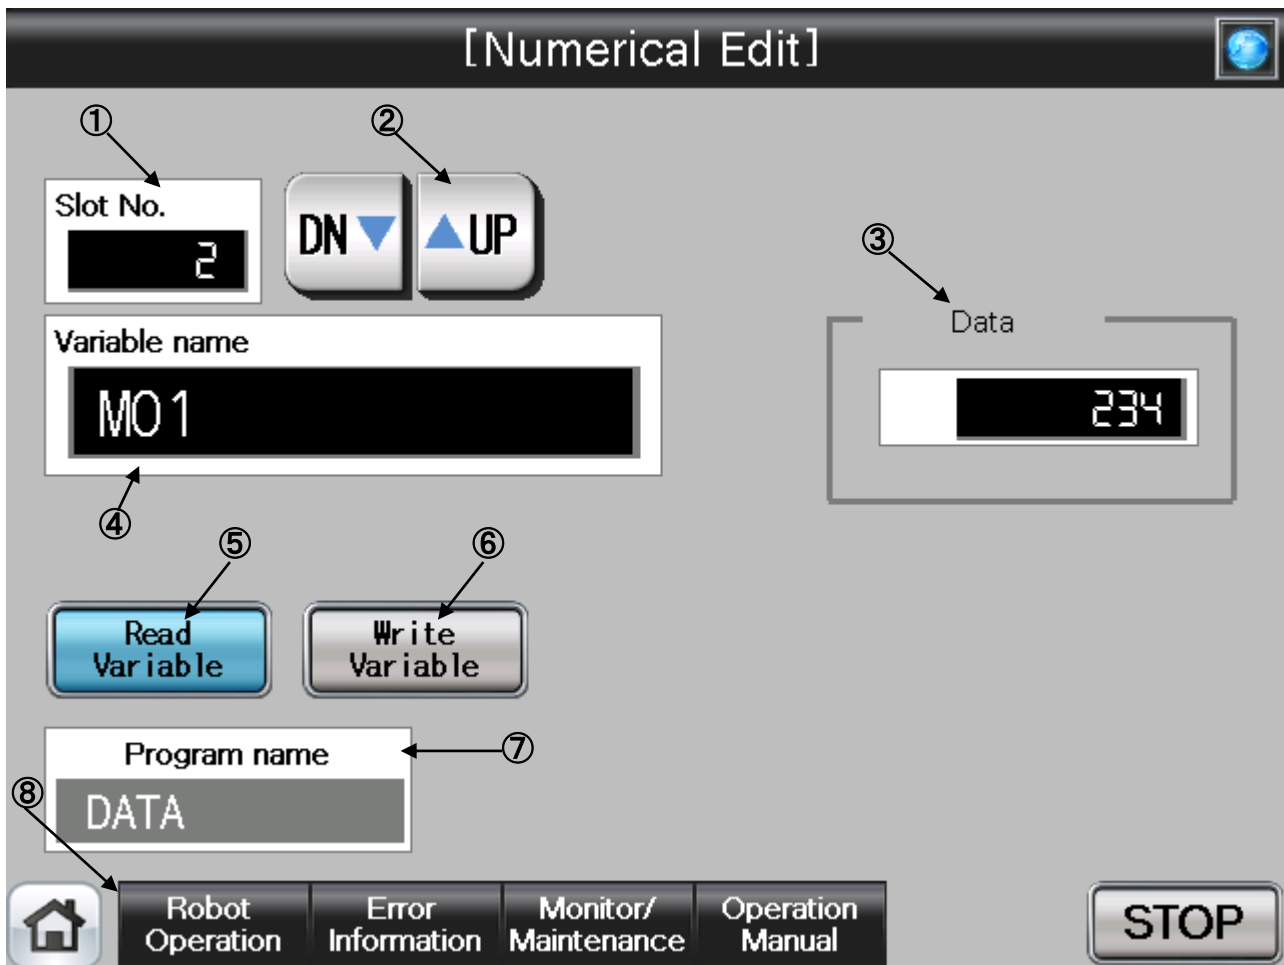 [Numerical Edit]
① ②
Slot No.
2
DN ▼ ▲ UP
③
Data
234
Variable name
MO1
④
⑤ ⑥
Read
Variable
Write
Variable
Program name ⑦
DATA
⑧
Robot
Operation
Error
Information
Monitor/
Maintenance
Operation
Manual
STOP